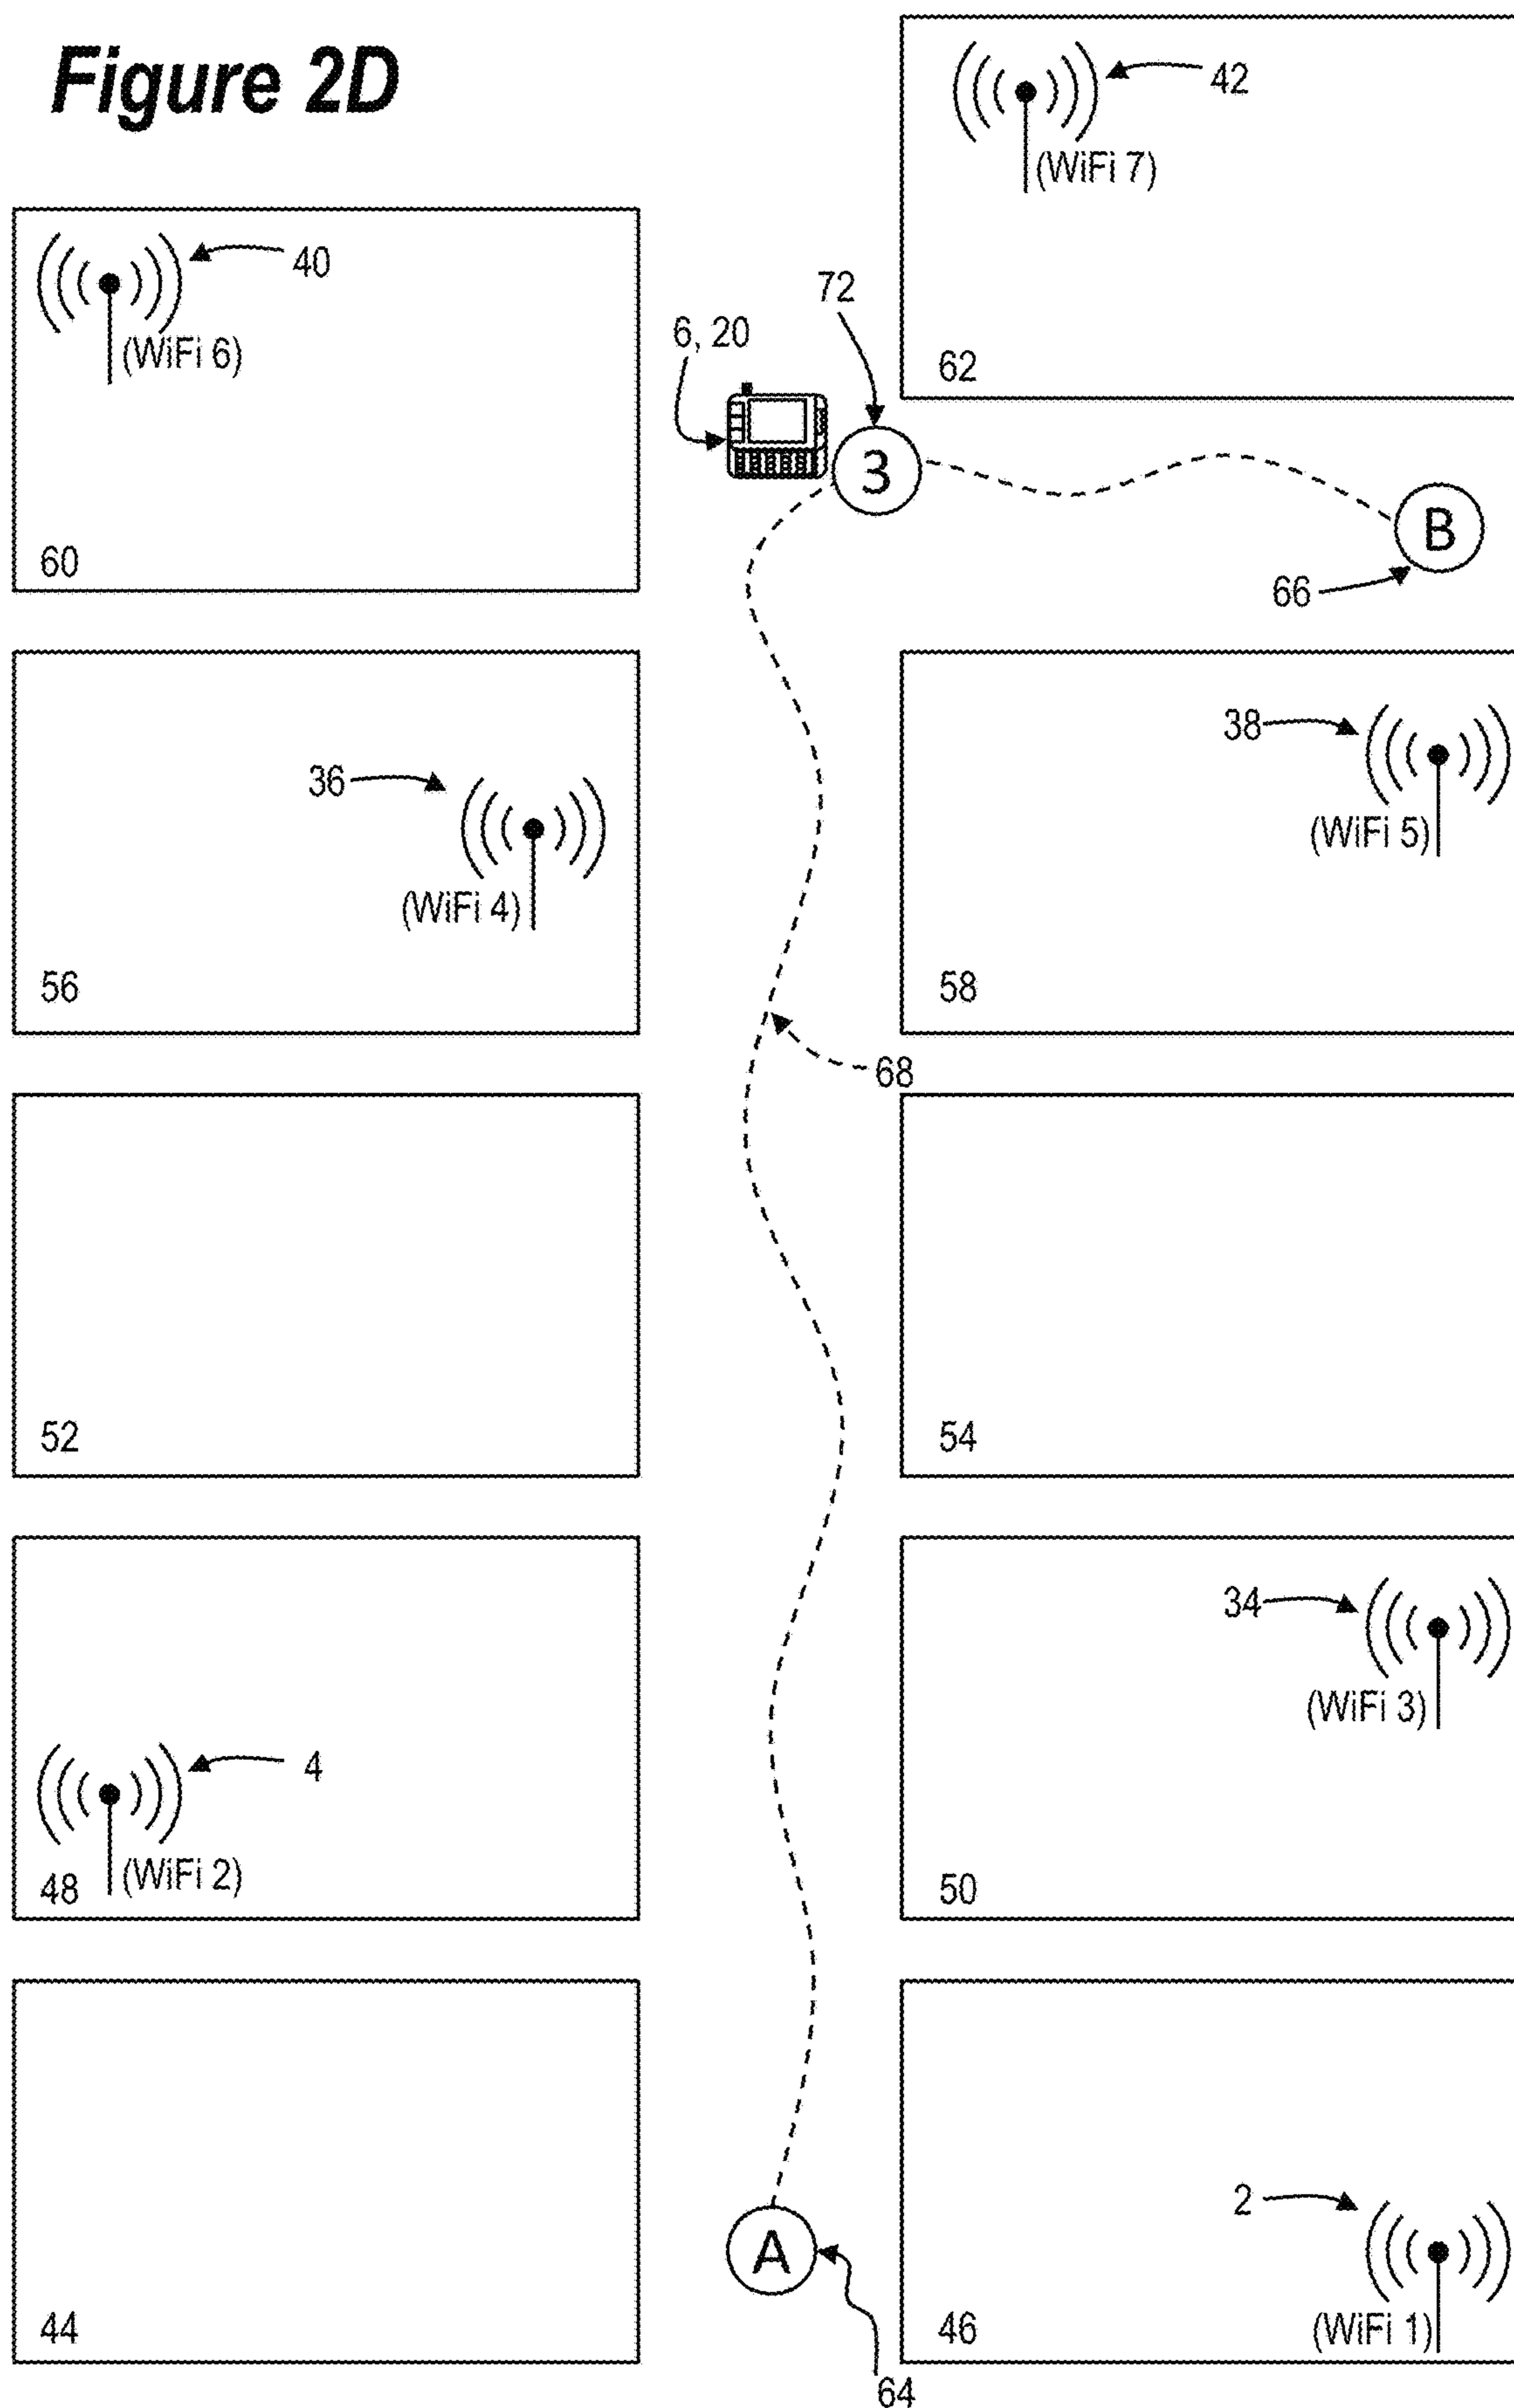 Figure 2D
42
(WiFi 7)
40
(WiFi 6)
72
6, 20
62
3
B
60
66
38
36
(WiFi 5)
(WiFi 4)
56
58
68
52
54
34
(WiFi 3)
4
48
(WiFi 2)
50
2
A
44
46
(WiFi 1)
64